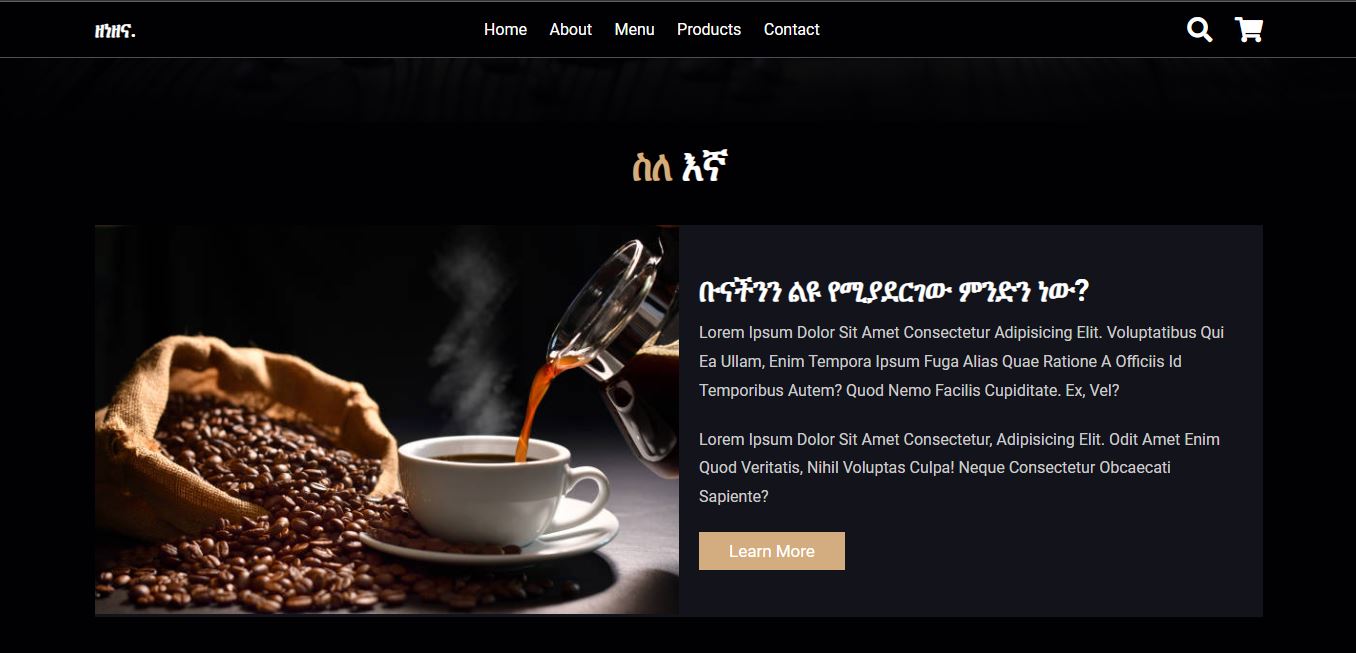 ዘነዘና.
Home About Menu Products Contact
ስለ እኛ
ቡናችንን ልዩ የሚያደርገው ምንድን ነው?
Lorem Ipsum Dolor Sit Amet Consectetur Adipisicing Elit. Voluptatibus Qui
Ea Ullam, Enim Tempora Ipsum Fuga Alias Quae Ratione A Officiis Id
Temporibus Autem? Quod Nemo Facilis Cupiditate. Ex, Vel?
Lorem Ipsum Dolor Sit Amet Consectetur, Adipisicing Elit. Odit Amet Enim
Quod Veritatis, Nihil Voluptas Culpa! Neque Consectetur Obcaecati
Sapiente?
Learn More